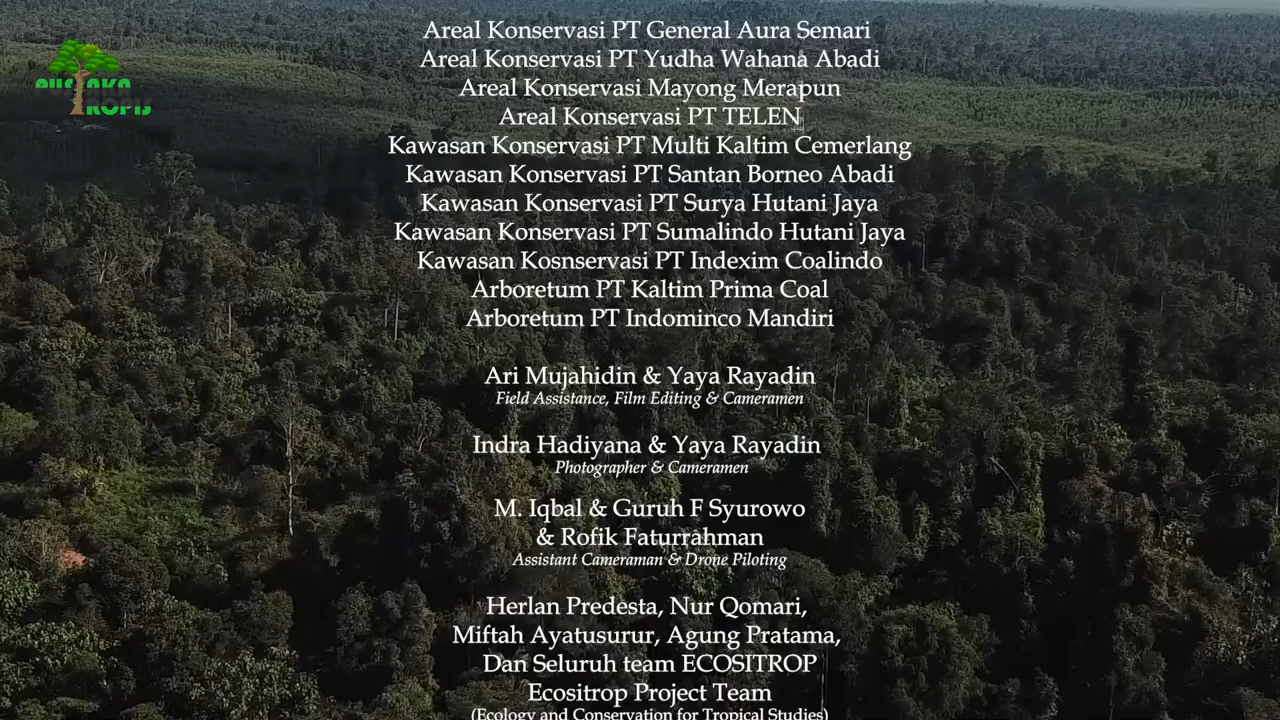 Areal Konservasi PT General Aura Semari
Areal Konservasi PT Yudha Wahana Abadi
Areal Konservasi Mayong Merapun
Areal Konservasi PT TELEN
Kawasan Konservasi PT Multi Kaltim Cemerlang
Kawasan Konservasi PT Santan Borneo Abadi
Kawasan Konservasi PT Surya Hutani Jaya
Kawasan Konservasi PT Sumalindo Hutani Jaya
Kawasan Kosnservasi PT Indexim Coalindo
Arboretum PT Kaltim Prima Coal
Arboretum PT Indominco Mandiri
Ari Mujahidin & Yaya Rayadin
Field Assistance, Film Editing & Cameramen
Indra Hadiyana & Yaya Rayadin
Photographer & Cameramen
M. Iqbal & Guruh F Syurowo
& Rofik Faturrahman
Assistant Cameraman & Drone Piloting
Herlan Predesta, Nur Qomari,
Miftah Ayatusurur, Agung Pratama,
Dan Seluruh team ECOSITROP
Ecositrop Project Team
(Ecology and Conservation for Tropical Studies)